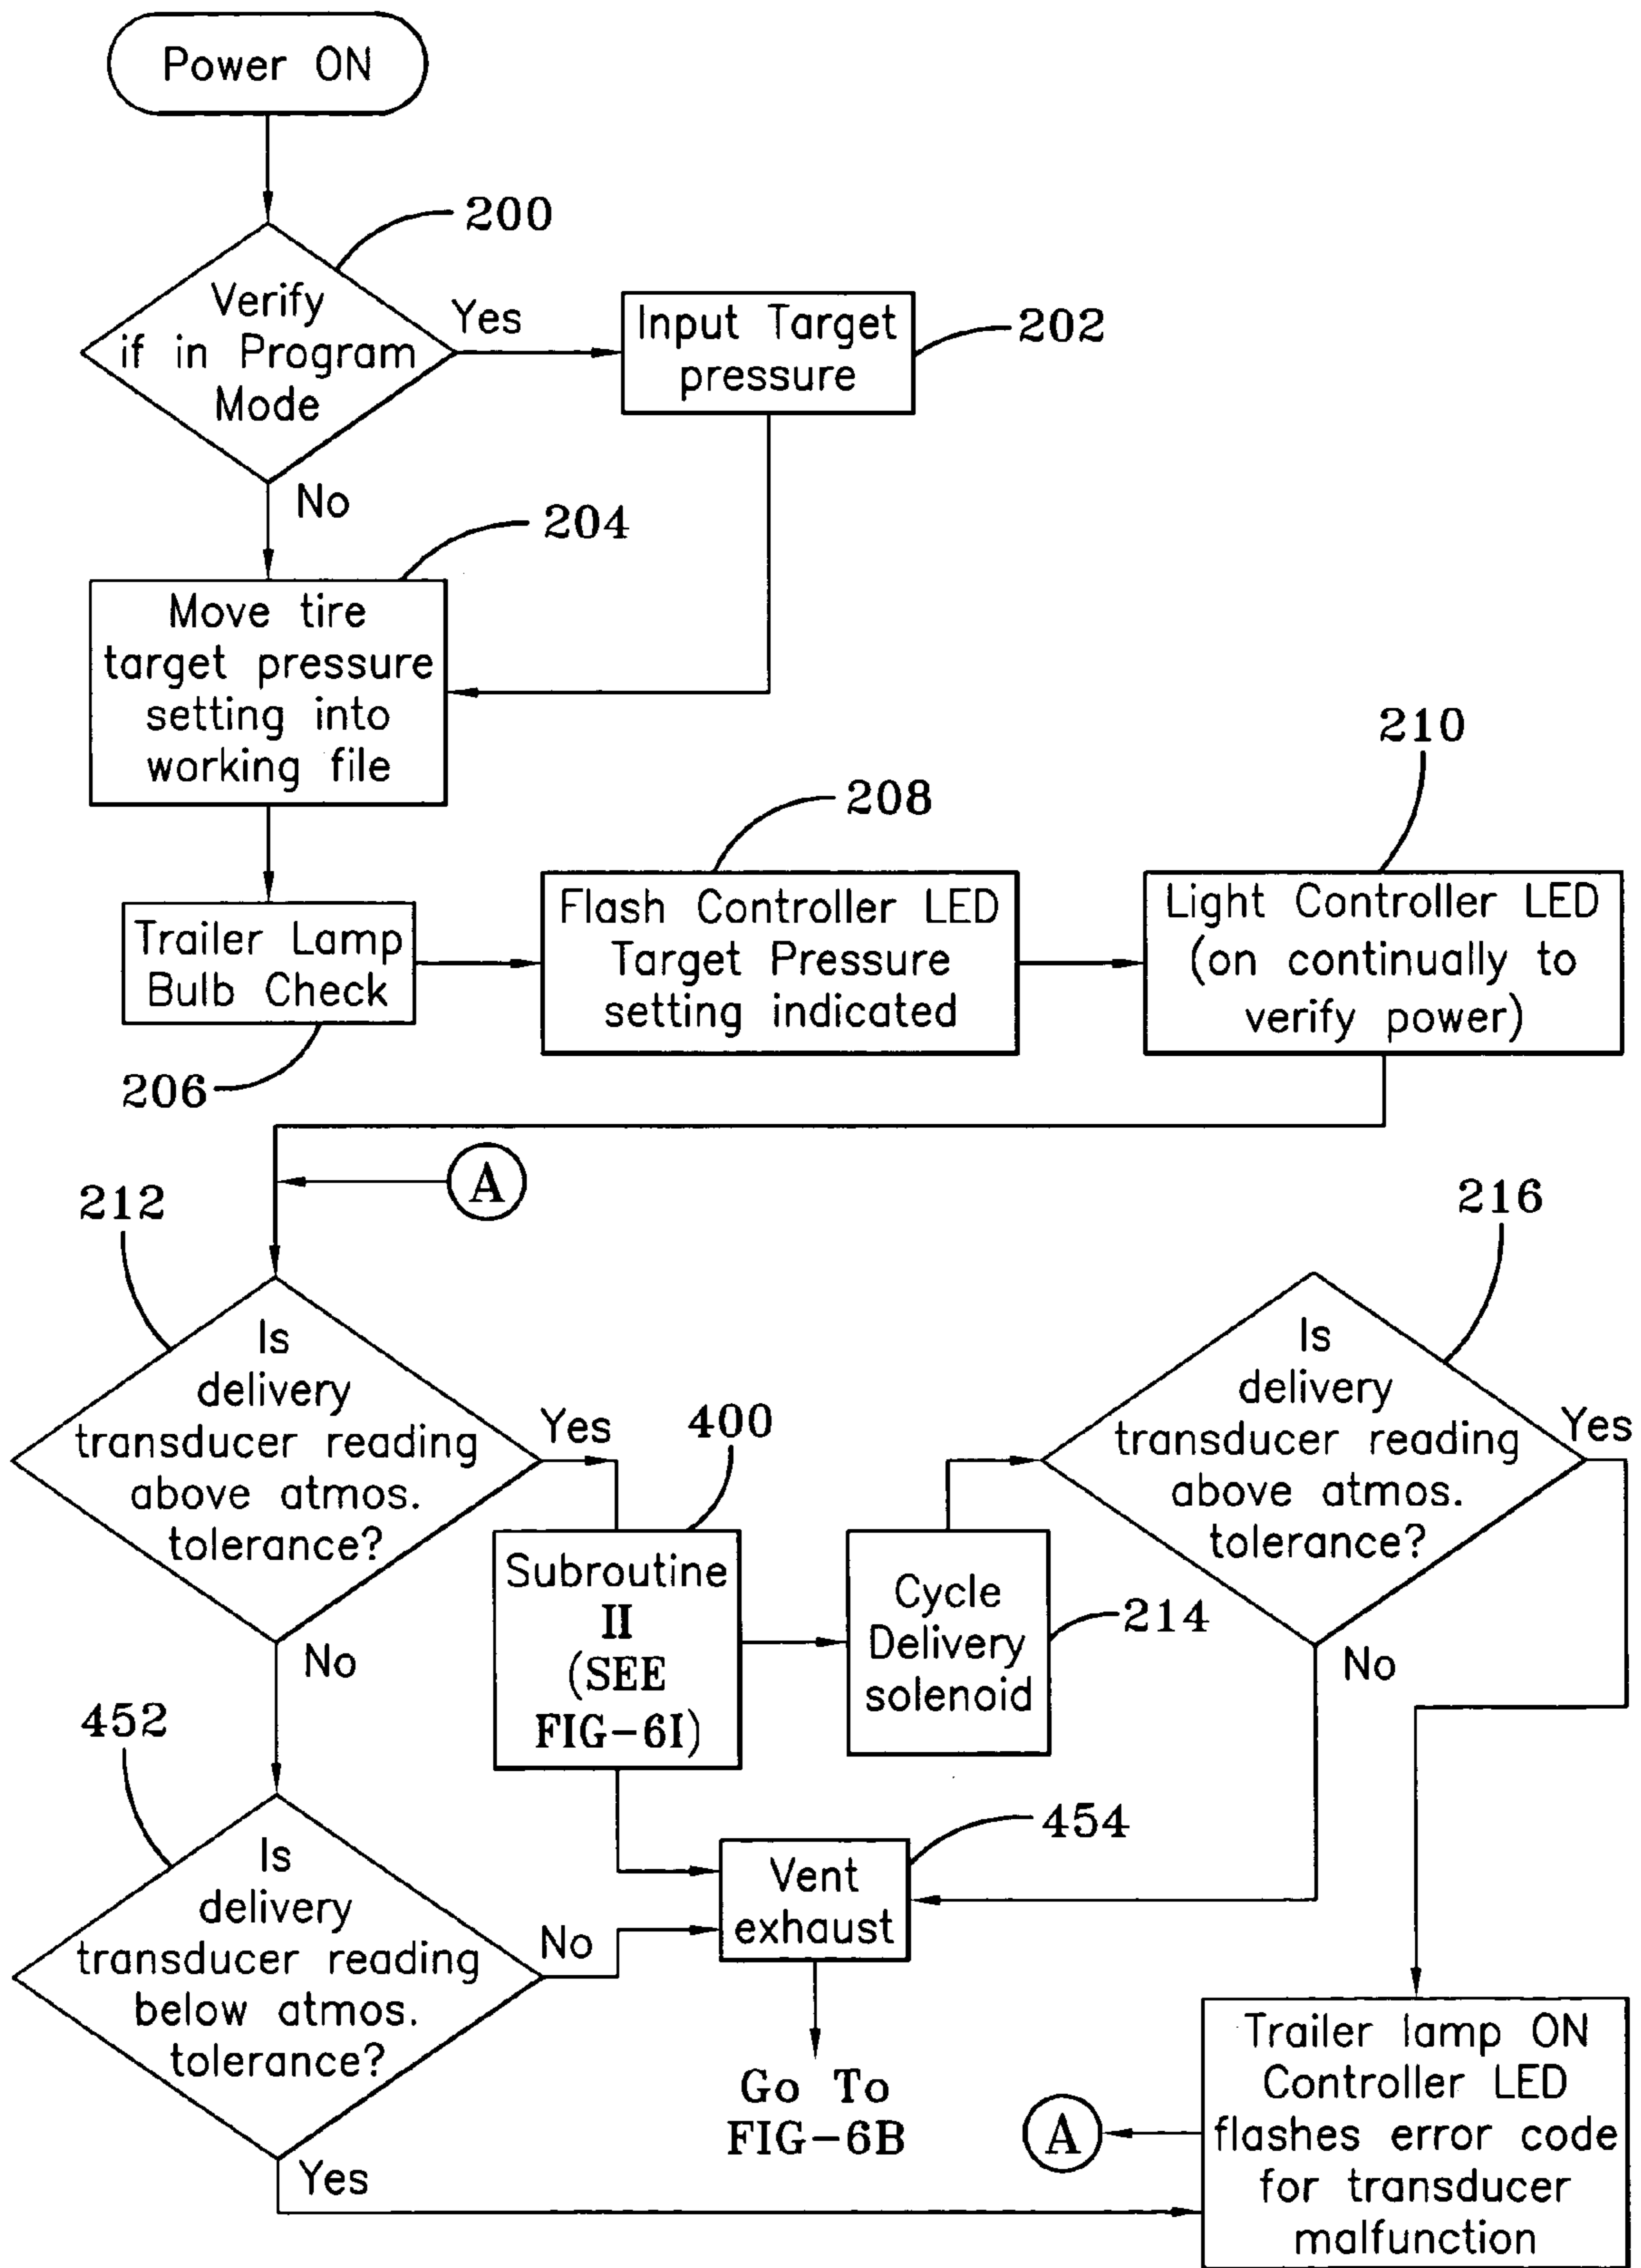 Power ON
200
Verify
if in Program
Mode
Yes
Input Target
pressure
202
No
204
Move tire
target pressure
setting into
working file
208
210
Trailer Lamp
Bulb Check
206
Flash Controller LED
Target Pressure
setting indicated
Light Controller LED
(on continually to
verify power)
A
212
Is
delivery
transducer reading
above atmos.
tolerance?
Yes
No
400
Subroutine
II
(SEE
FIG-6I)
Cycle
Delivery
solenoid
214
216
Is
delivery
transducer reading
above atmos.
tolerance?
Yes
No
452
Is
delivery
transducer reading
below atmos.
tolerance?
No
Yes
454
Vent
exhaust
Go To
FIG-6B
A
Trailer lamp ON
Controller LED
flashes error code
for transducer
malfunction